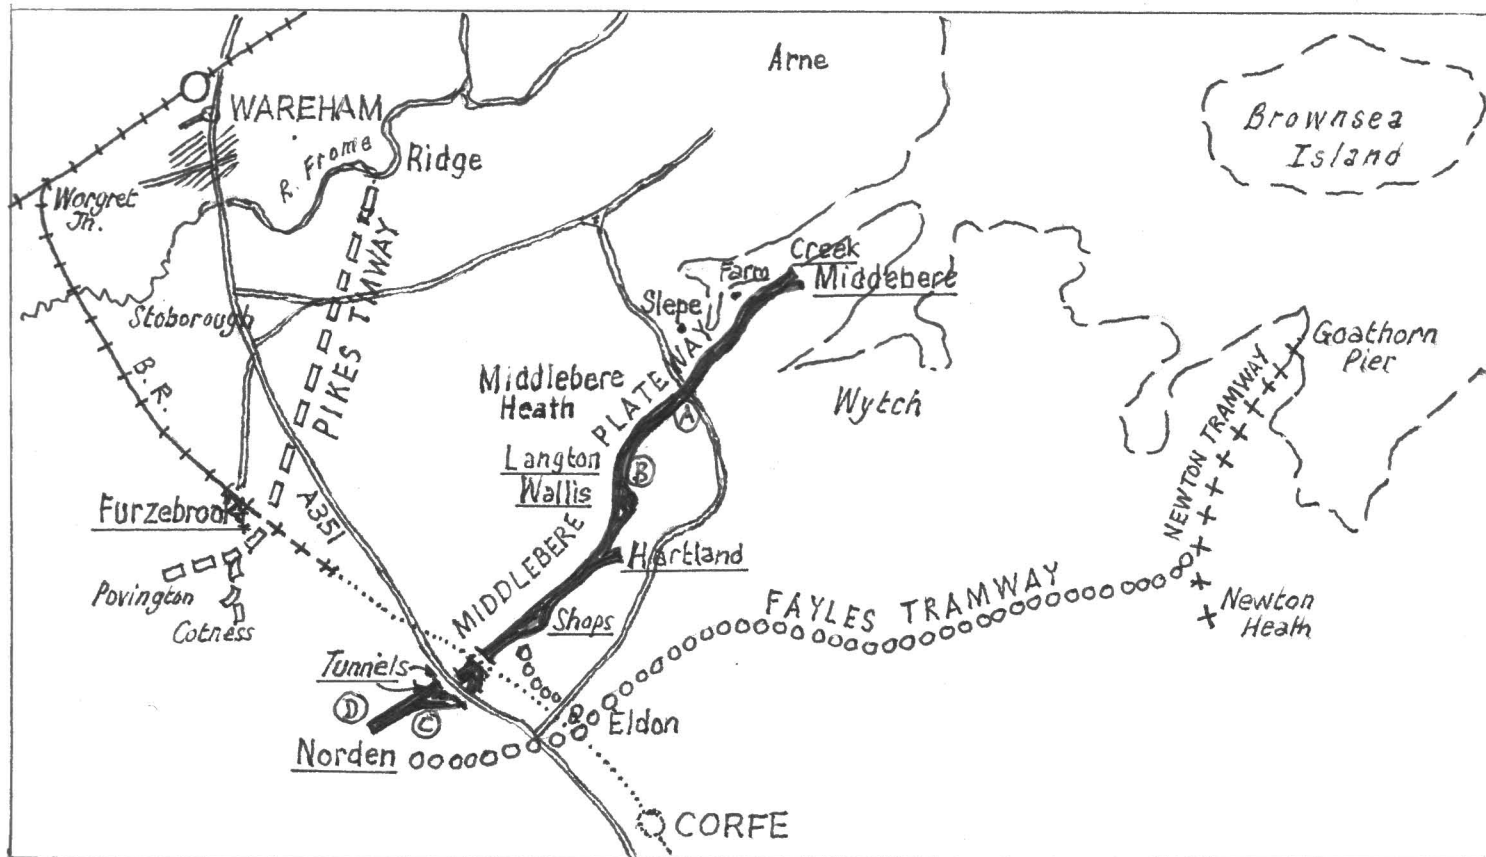 Arne
Brownsea
Island
WAREHAM
R. Frome
Ridge
Worgret
Jn.
PIKES TMWAY
Creek
Middebere
Farm
Slepe
Stoborough
B.R.
Goathorn
Pier
Middlebere
Heath
MIDDLEBERE PLATEWAY
A
Wytch
Langton
Wallis
B
NEWTON TRAMWAY
Furzebrook
A351
Hartland
Povington
Cotness
Shops
FAYLES TRAMWAY
Newton
Heath
Tunnels
D
C
Eldon
Norden
CORFE